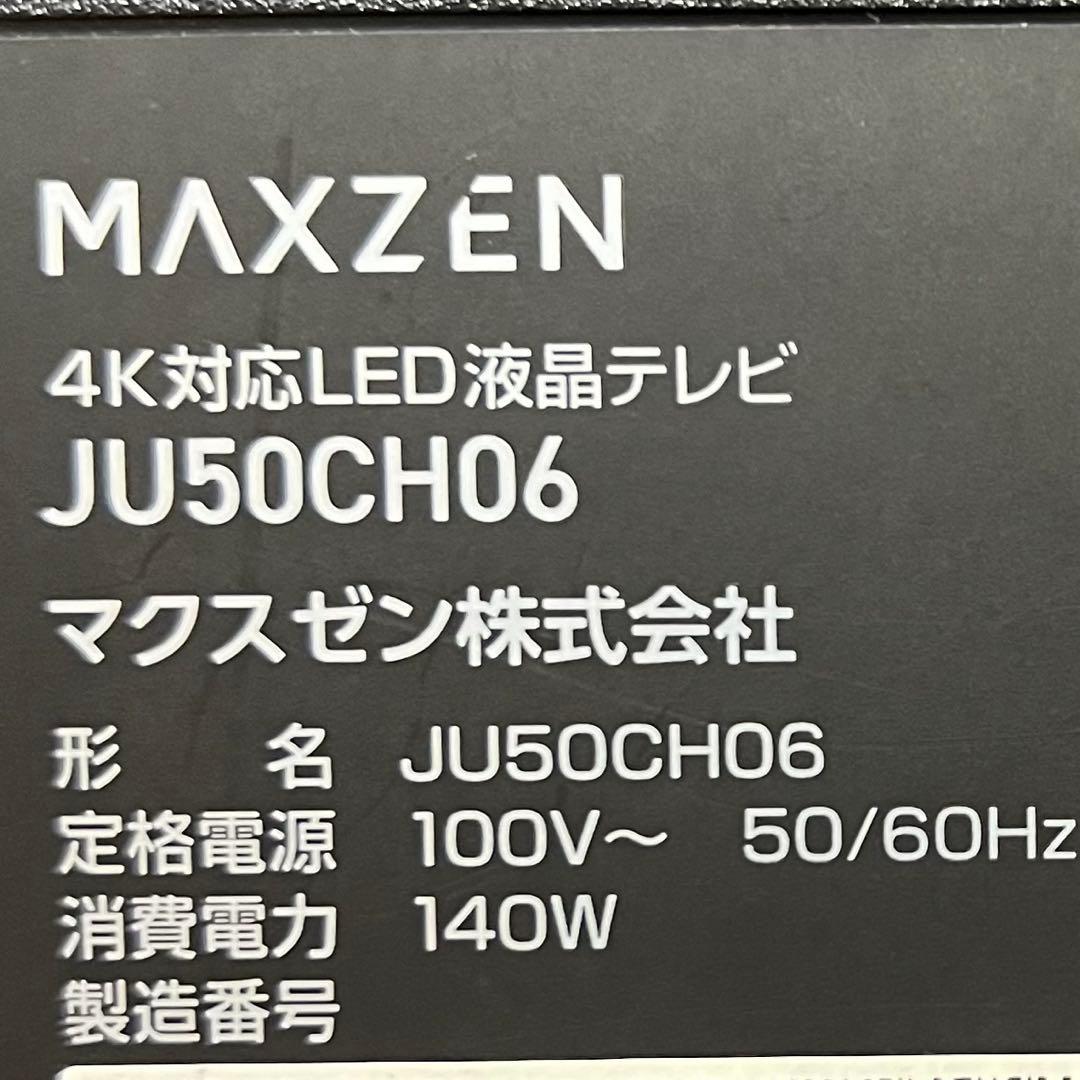 MAXZEN
4K対応LED液晶テレビ
JU50CH06
マクスゼン株式会社
形 名 JU50CH06
定格電源 100V～ 50/60Hz
消費電力 140W
製造番号